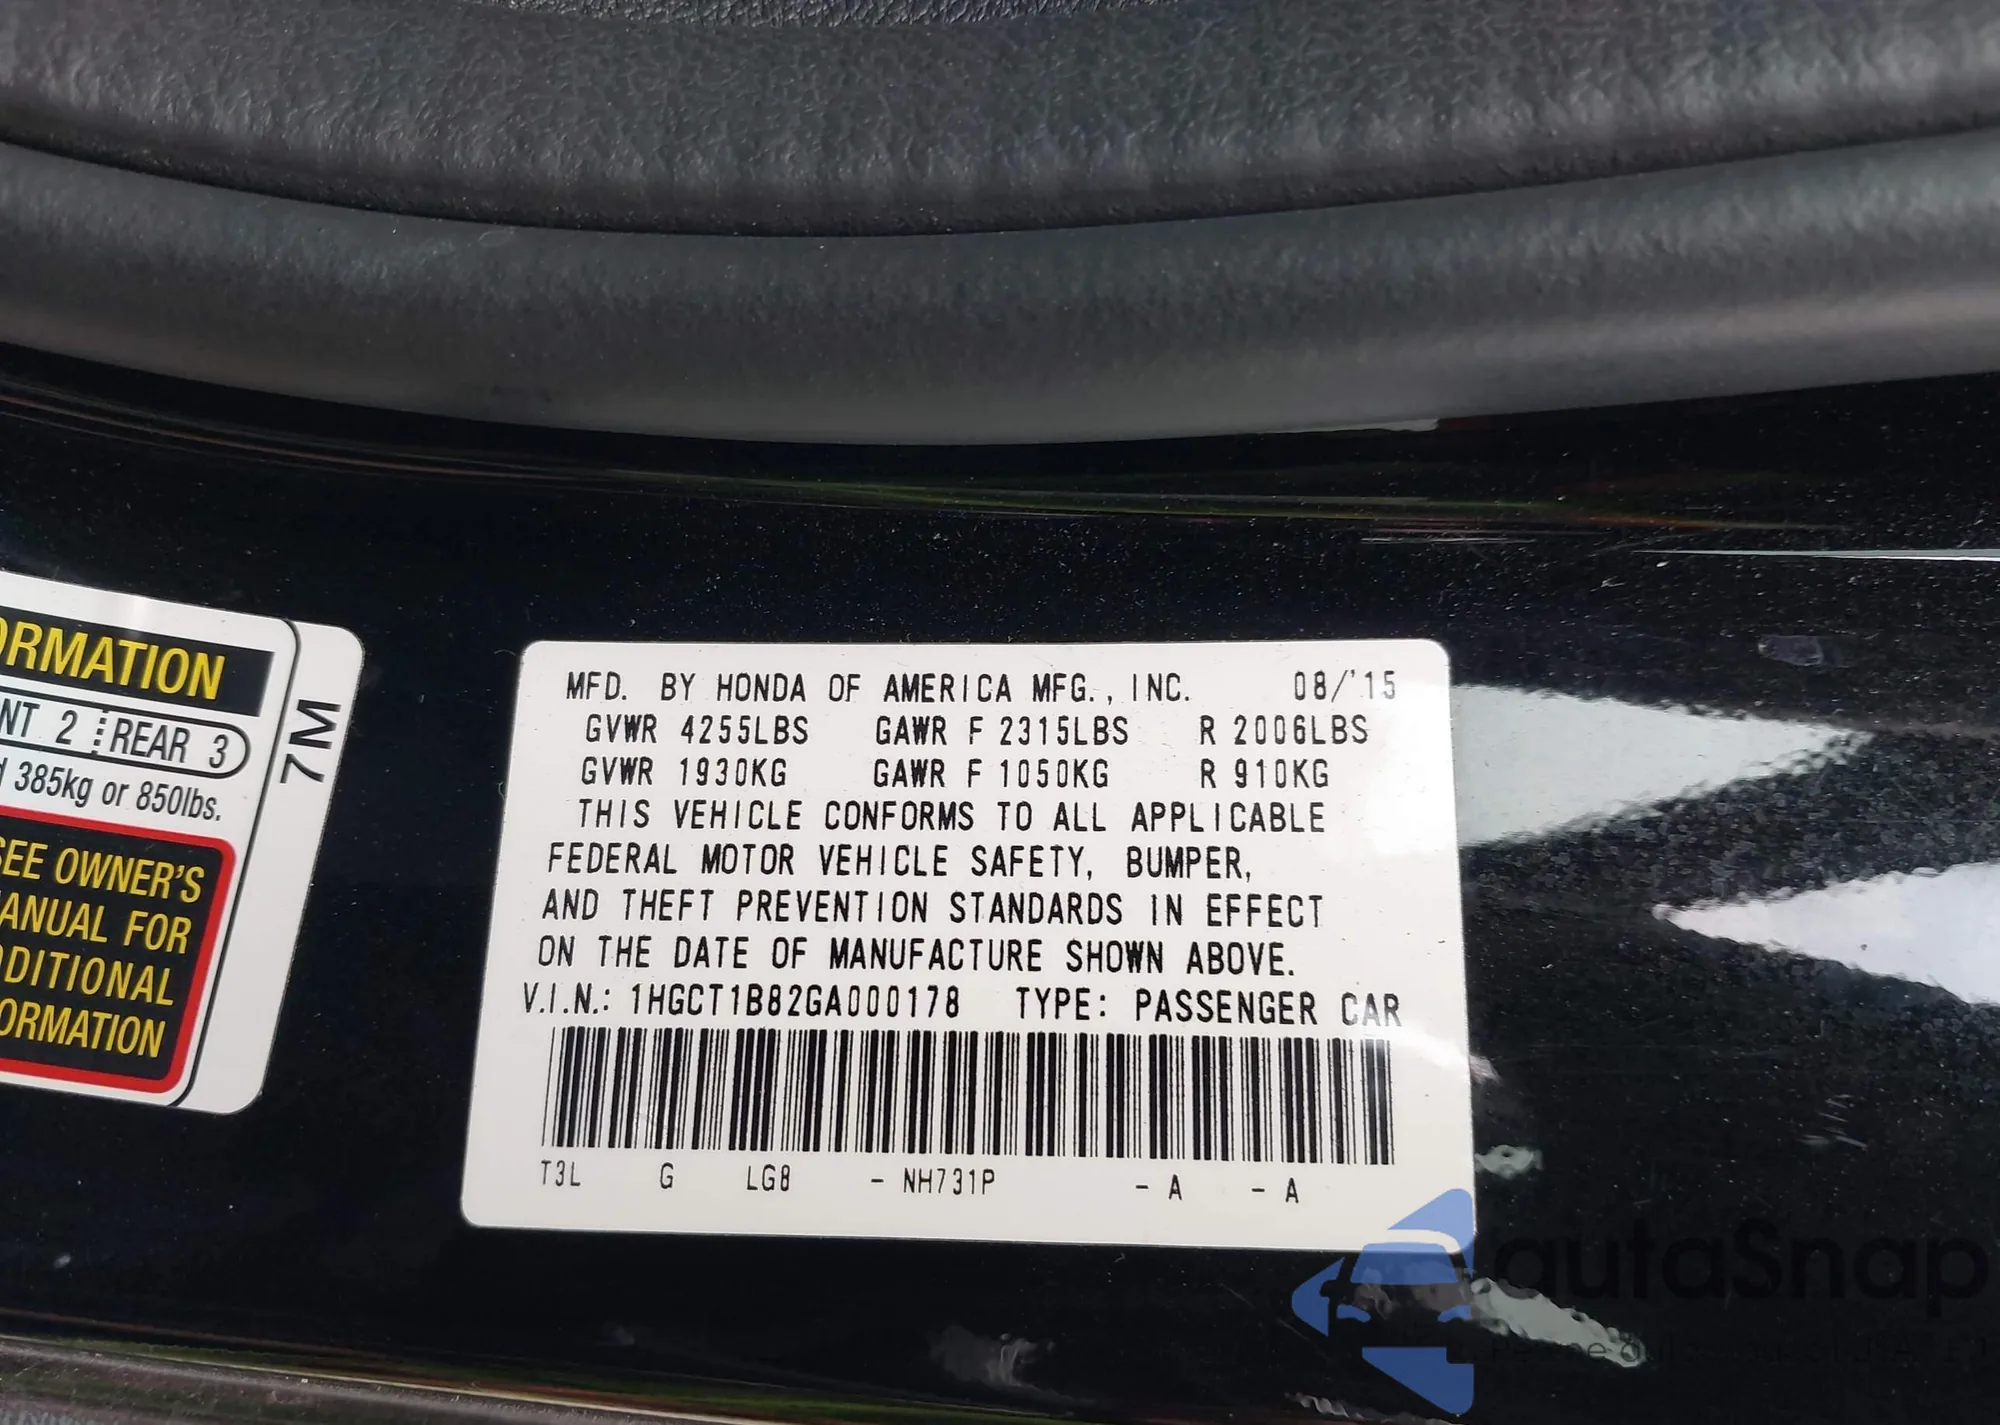 ORMATION
NT 2 REAR 3
385kg or 850lbs.
SEE OWNER'S
ANUAL FOR
DDITIONAL
ORMATION
7M
MFD. BY HONDA OF AMERICA MFG., INC. 08/'15
GVWR 4255LBS GAWR F 2315LBS R 2006LBS
GVWR 1930KG GAWR F 1050KG R 910KG
THIS VEHICLE CONFORMS TO ALL APPLICABLE
FEDERAL MOTOR VEHICLE SAFETY, BUMPER,
AND THEFT PREVENTION STANDARDS IN EFFECT
ON THE DATE OF MANUFACTURE SHOWN ABOVE.
V.I.N.: 1HGCT1B82GA000178 TYPE: PASSENGER CAR
T3L G LG8 - NH731P - A - A
autaSnap